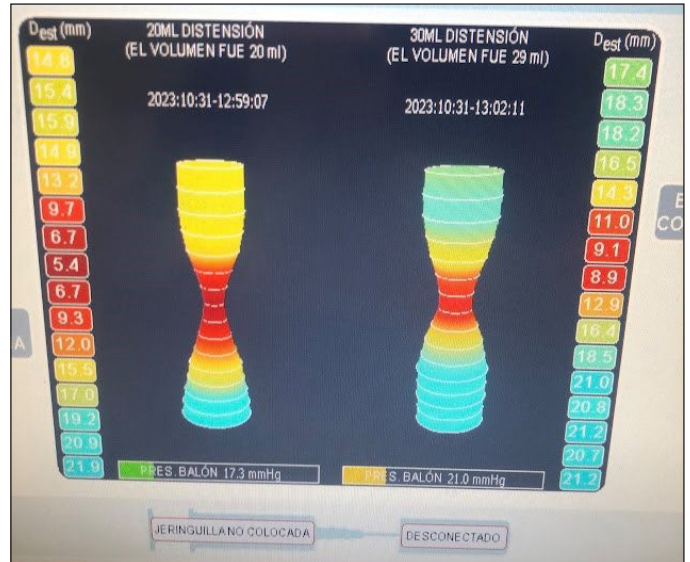 Dest (mm)
20ML DISTENSIÓN
(EL VOLUMEN FUE 20 ml)
2023:10:31-12:59:07
14.8
15.4
15.9
14.9
13.2
9.7
6.7
5.4
6.7
9.3
12.0
15.5
17.0
19.2
20.9
21.9
PRES. BALÓN 17.3 mmHg
30ML DISTENSIÓN
(EL VOLUMEN FUE 29 ml)
2023:10:31-13:02:11
Dest (mm)
17.4
18.3
18.2
16.5
14.3
11.0
9.1
8.9
12.9
16.4
18.5
21.0
20.8
21.2
20.7
21.2
PRES. BALÓN 21.0 mmHg
A
E
CO
JERINGUILLA NO COLOCADA
DESCONECTADO